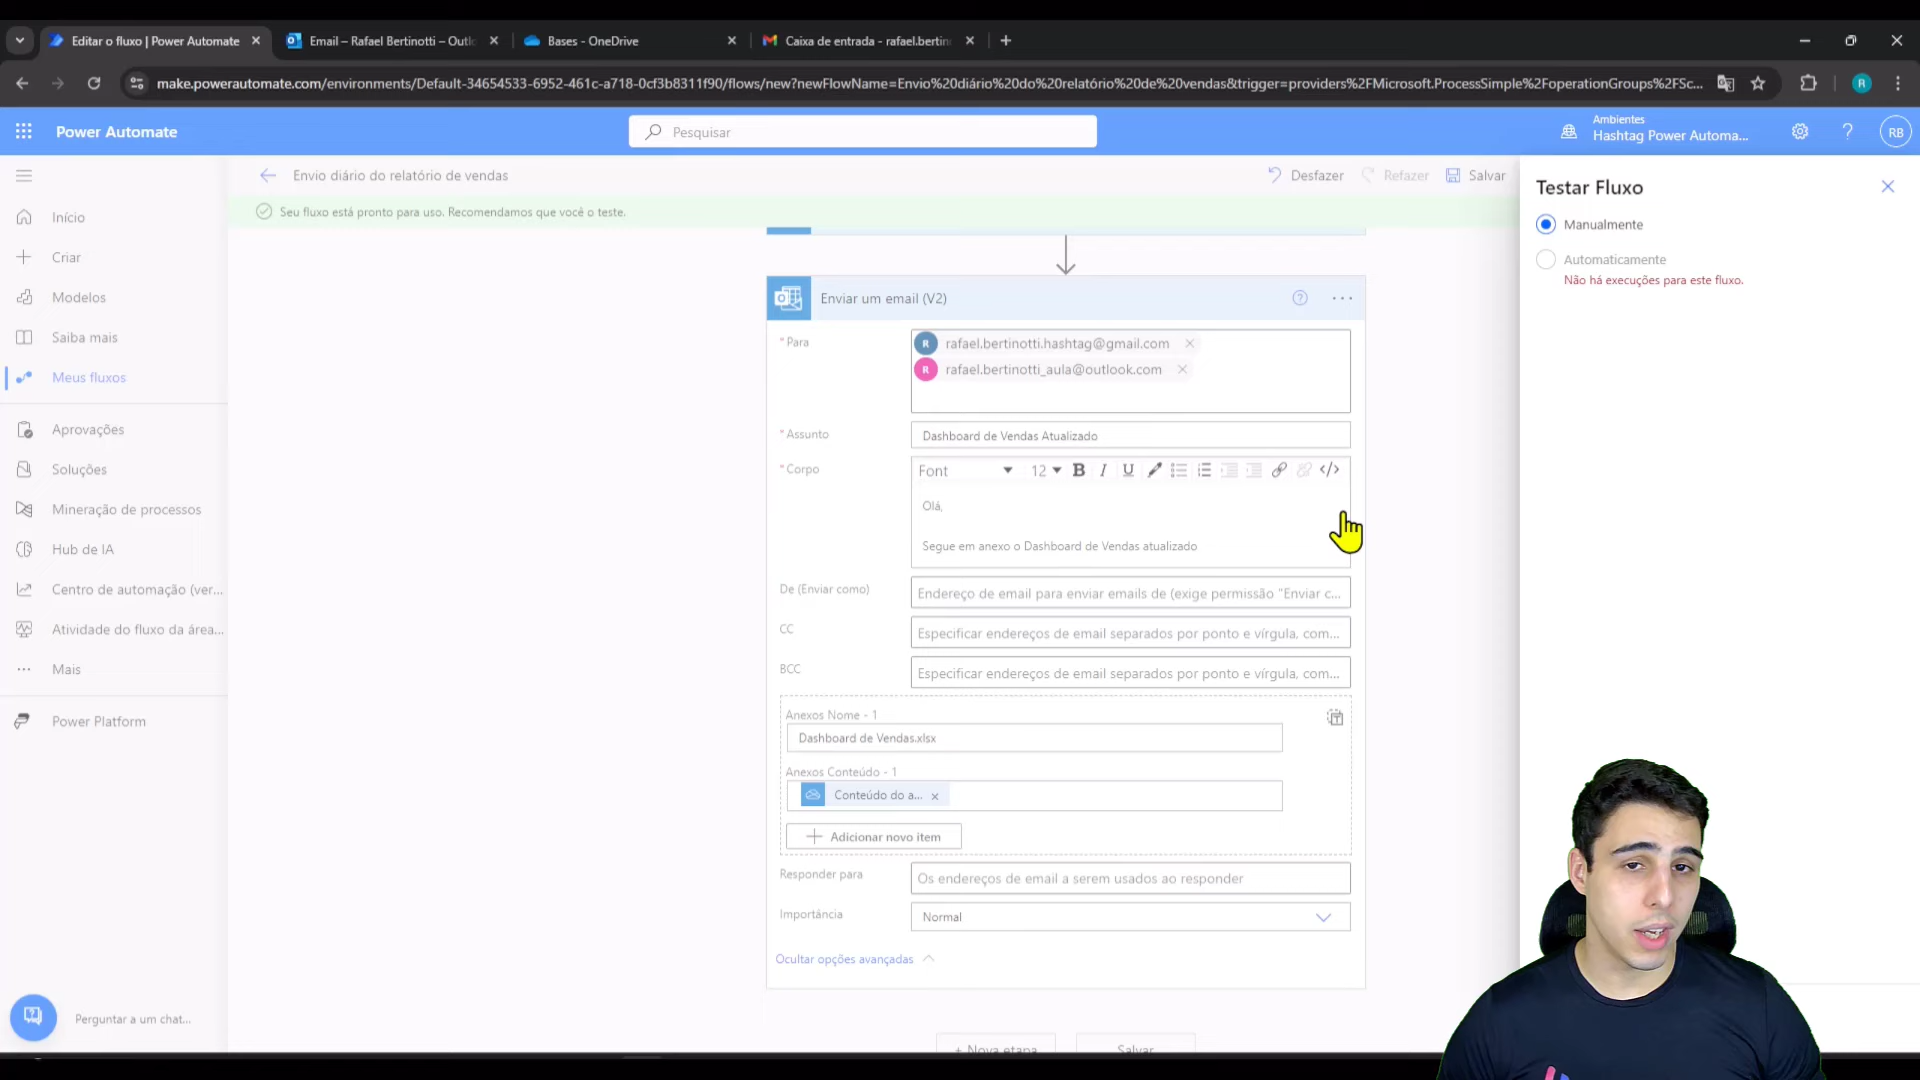 Editar o fluxo | Power Automate
Email – Rafael Bertinotti – Outl
Bases - OneDrive
Caixa de entrada - rafael.bertin
make.powerautomate.com/environments/Default-34654533-6952-461c-a718-0cf3b8311f90/flows/new?newFlowName=Envio%20diário%20do%20relatório%20de%20vendas&trigger=providers%2FMicrosoft.ProcessSimple%2FoperationGroups%2FSc...
R
Power Automate
Pesquisar
Ambientes
Hashtag Power Automa...
?
RB
Envio diário do relatório de vendas
Desfazer
Refazer
Salvar
Seu fluxo está pronto para uso. Recomendamos que você o teste.
Início
Criar
Modelos
Saiba mais
Meus fluxos
Aprovações
Soluções
Mineração de processos
Hub de IA
Centro de automação (ver...
Atividade do fluxo da área...
Mais
Power Platform
Perguntar a um chat...
Enviar um email (V2)
* Para
R rafael.bertinotti.hashtag@gmail.com
R rafael.bertinotti_aula@outlook.com
* Assunto
Dashboard de Vendas Atualizado
* Corpo
Font 12 B I U </>
Olá,
Segue em anexo o Dashboard de Vendas atualizado
De (Enviar como)
Endereço de email para enviar emails de (exige permissão "Enviar c...
CC
Especificar endereços de email separados por ponto e vírgula, com...
BCC
Especificar endereços de email separados por ponto e vírgula, com...
Anexos Nome - 1
Dashboard de Vendas.xlsx
Anexos Conteúdo - 1
Conteúdo do a...
Adicionar novo item
Responder para
Os endereços de email a serem usados ao responder
Importância
Normal
Ocultar opções avançadas
+ Nova etapa
Salvar
Testar Fluxo
Manualmente
Automaticamente
Não há execuções para este fluxo.